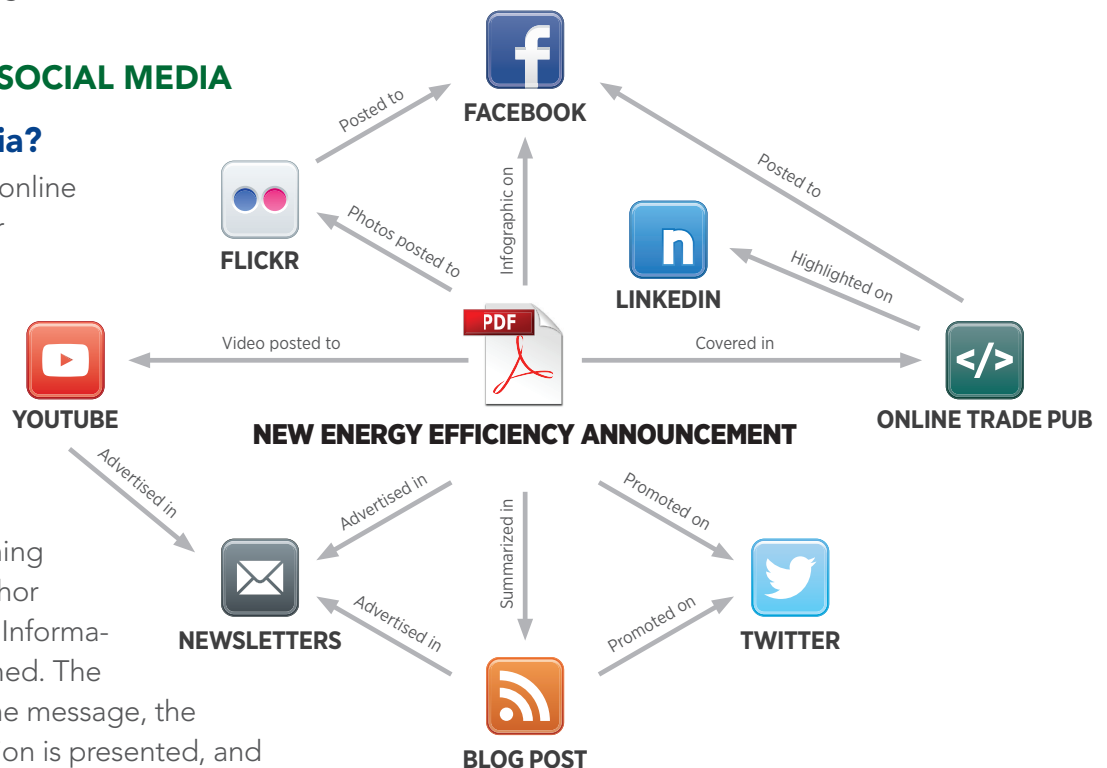 SOCIAL MEDIA
ia?
online
r
ning
hor
Informa-
ned. The
ne message, the
on is presented, and
f
FACEBOOK
Posted to
Posted to
Infographic on
Photos posted to
FLICKR
n
LINKEDIN
Highlighted on
PDF
Video posted to
Covered in
YOUTUBE
</>
ONLINE TRADE PUB
NEW ENERGY EFFICIENCY ANNOUNCEMENT
Advertised in
Advertised in
Summarized in
Promoted on
NEWSLETTERS
Advertised in
Promoted on
TWITTER
BLOG POST